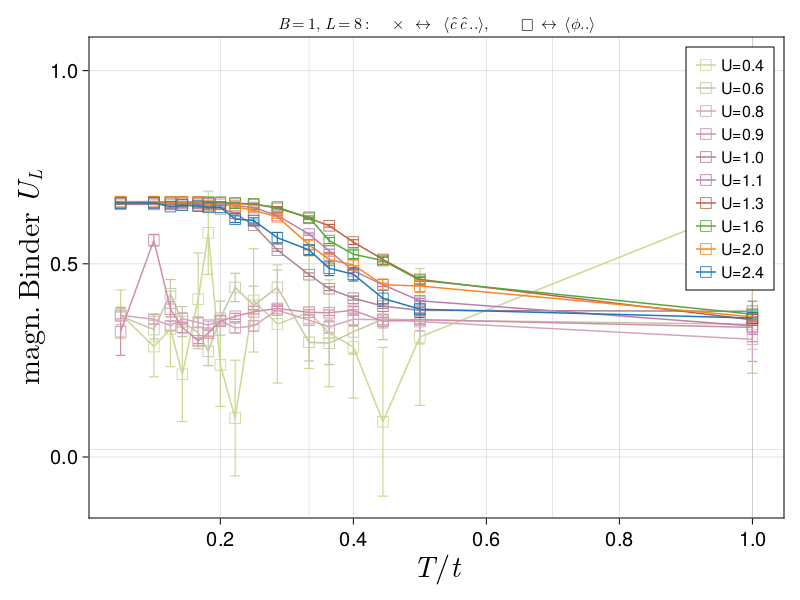 B = 1, L = 8 : × ↔ ⟨ĉ ĉ ..⟩, □ ↔ ⟨ϕ..⟩
1.0
0.5
0.0
magn. Binder U_L
U=0.4
U=0.6
U=0.8
U=0.9
U=1.0
U=1.1
U=1.3
U=1.6
U=2.0
U=2.4
0.2 0.4 0.6 0.8 1.0
T/t